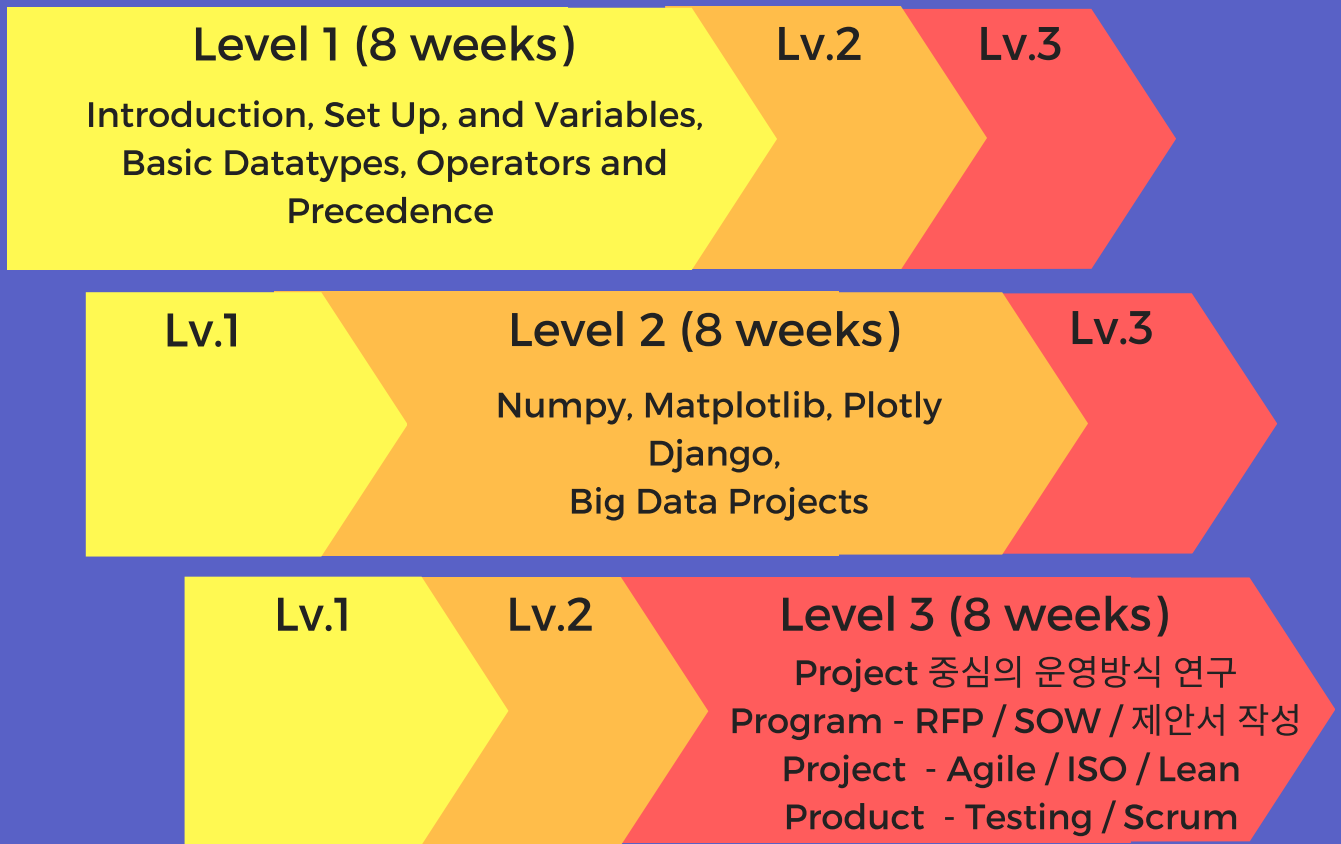 Level 1 (8 weeks)
Lv.2
Lv.3
Introduction, Set Up, and Variables,
Basic Datatypes, Operators and
Precedence
Lv.1
Level 2 (8 weeks)
Lv.3
Numpy, Matplotlib, Plotly
Django,
Big Data Projects
Lv.1
Lv.2
Level 3 (8 weeks)
Project 중심의 운영방식 연구
Program - RFP / SOW / 제안서 작성
Project - Agile / ISO / Lean
Product - Testing / Scrum